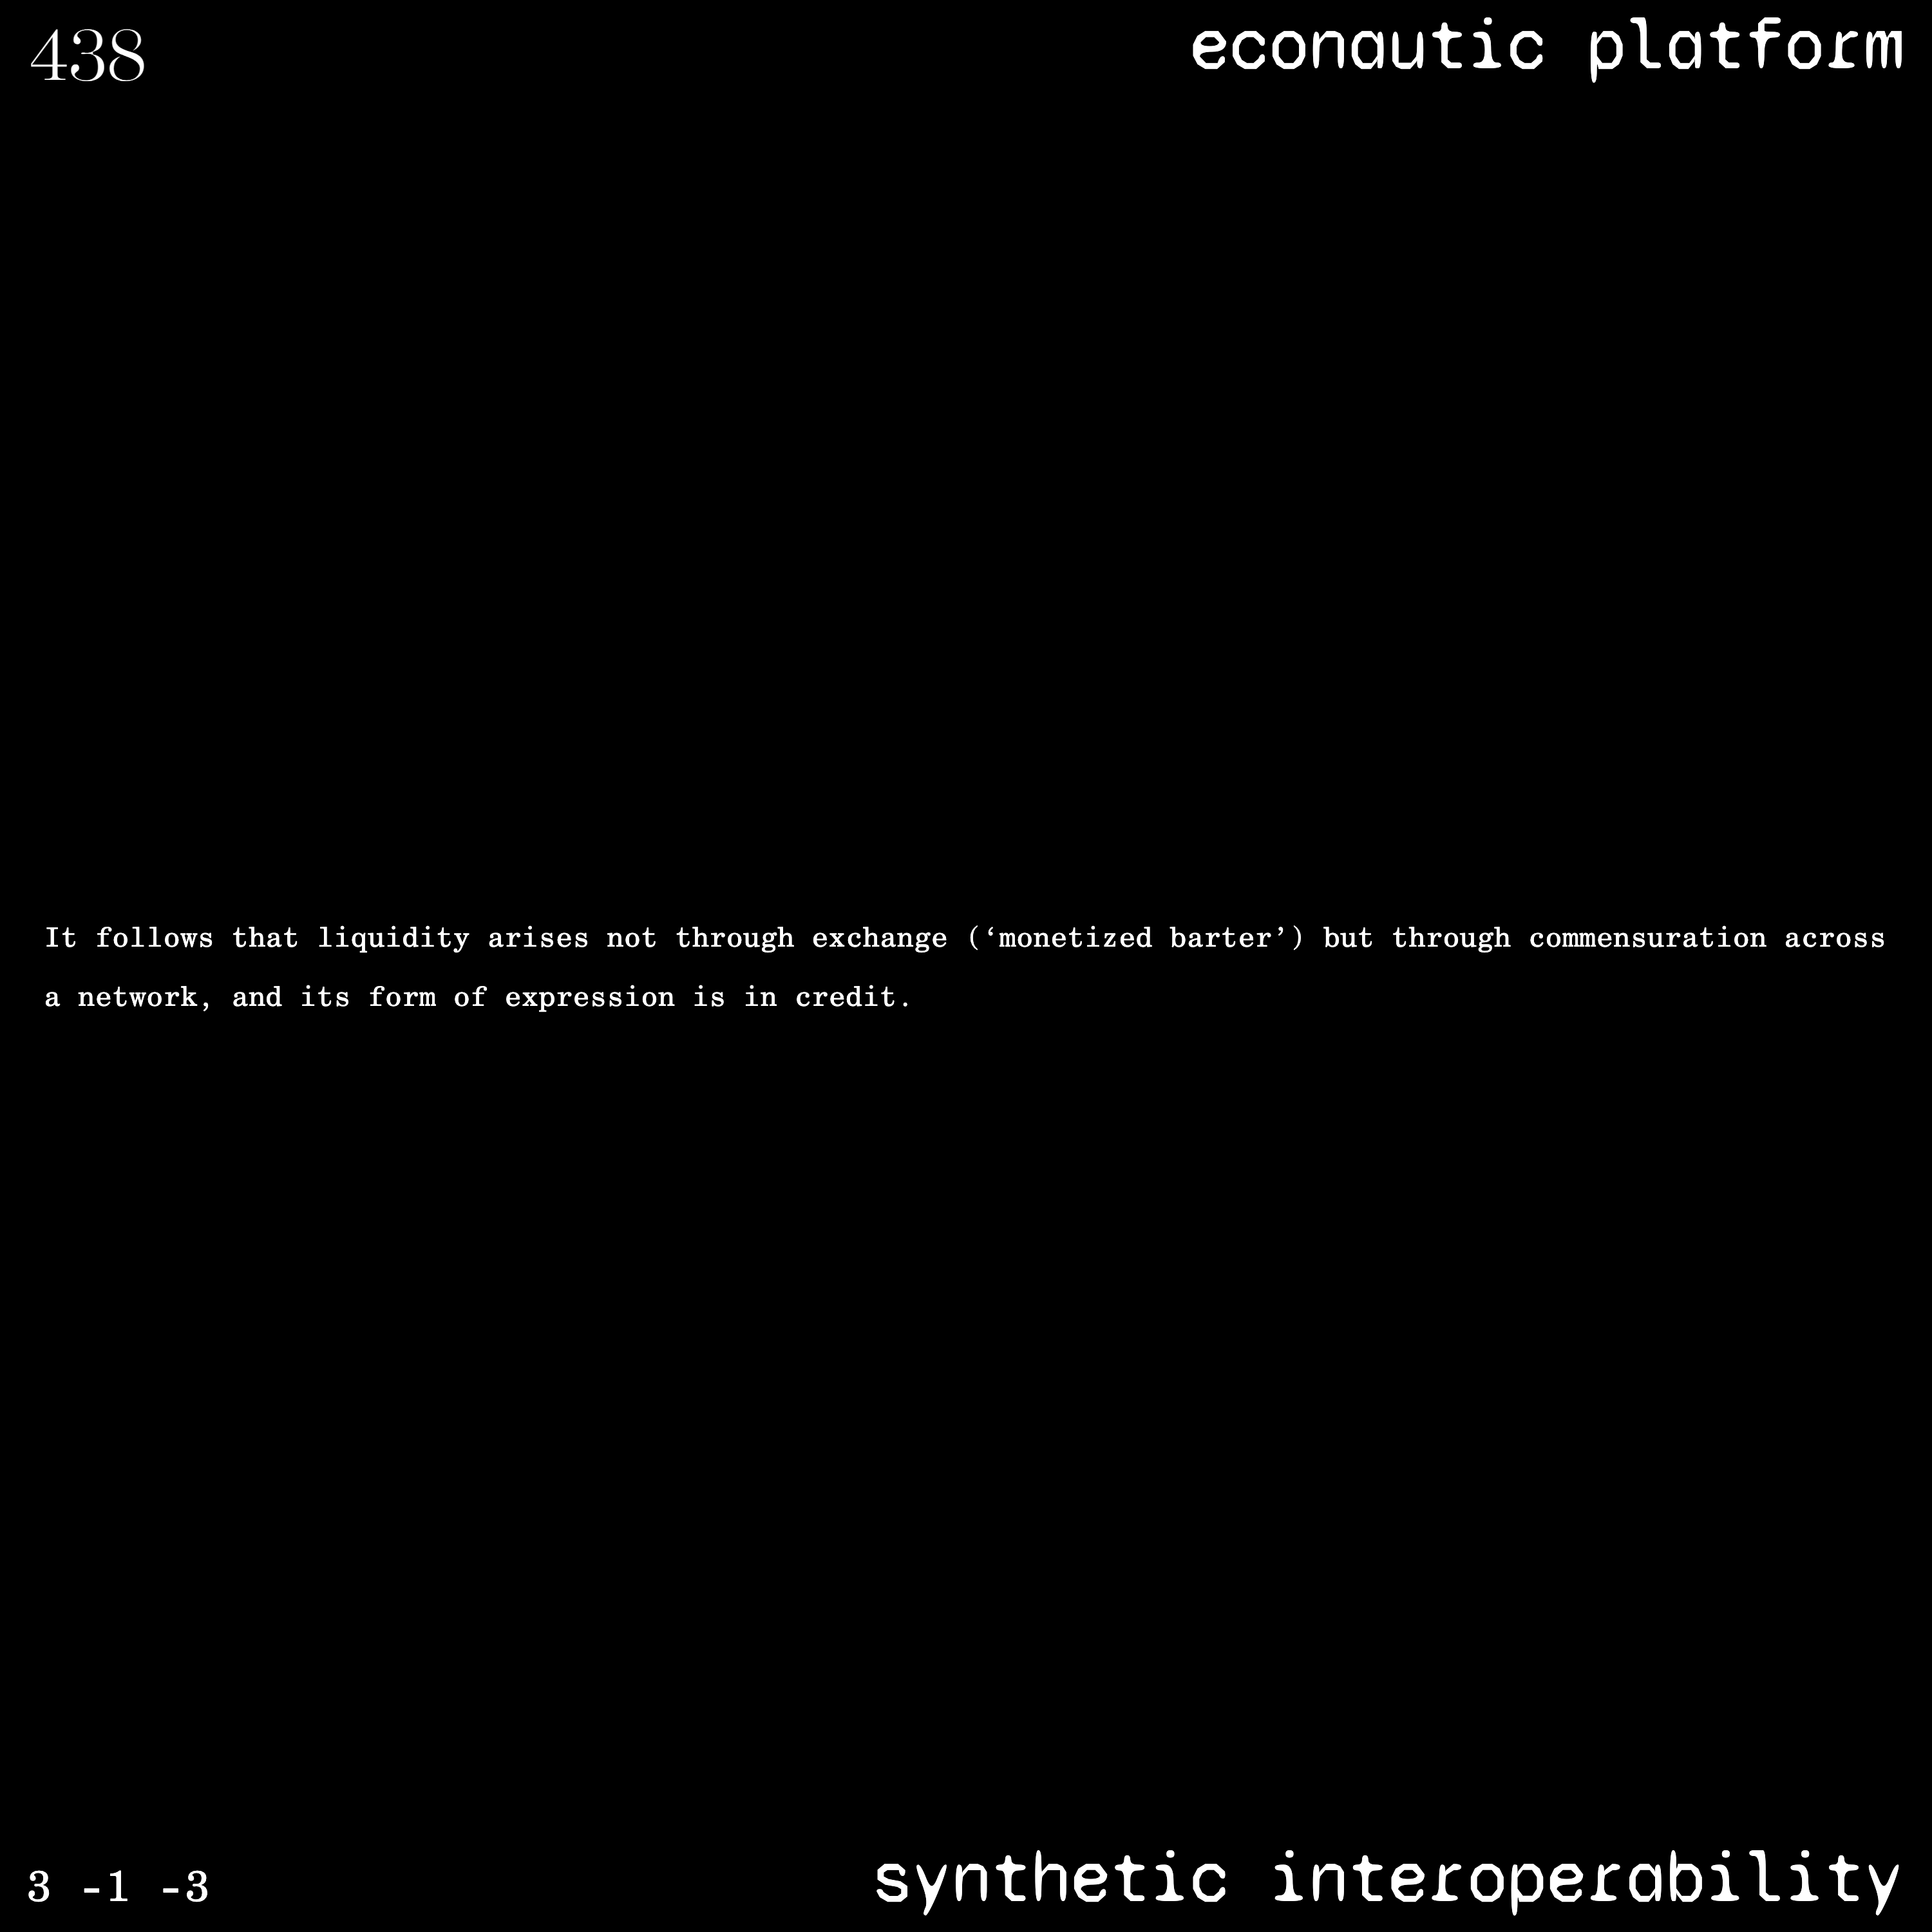 438
econautic platform
It follows that liquidity arises not through exchange (‘monetized barter’) but through commensuration across
a network, and its form of expression is in credit.
3 -1 -3
synthetic interoperability